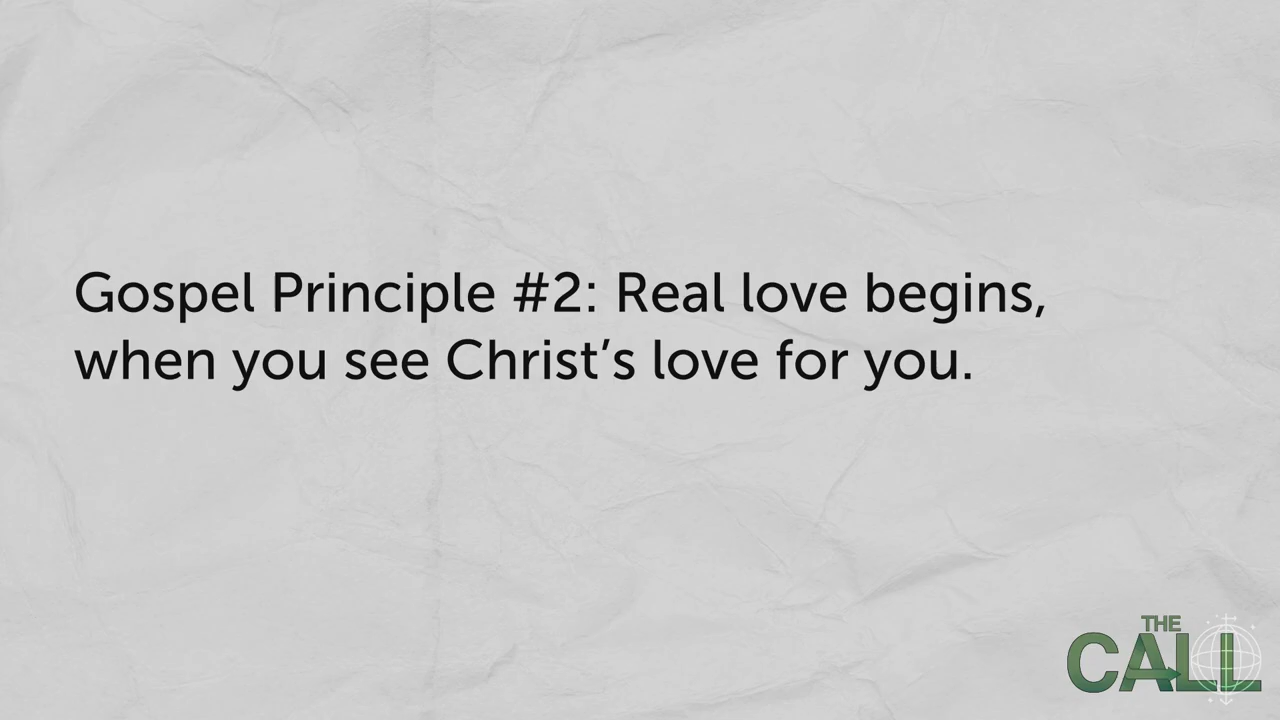 Gospel Principle #2: Real love begins,
when you see Christ’s love for you.
THE
CALL